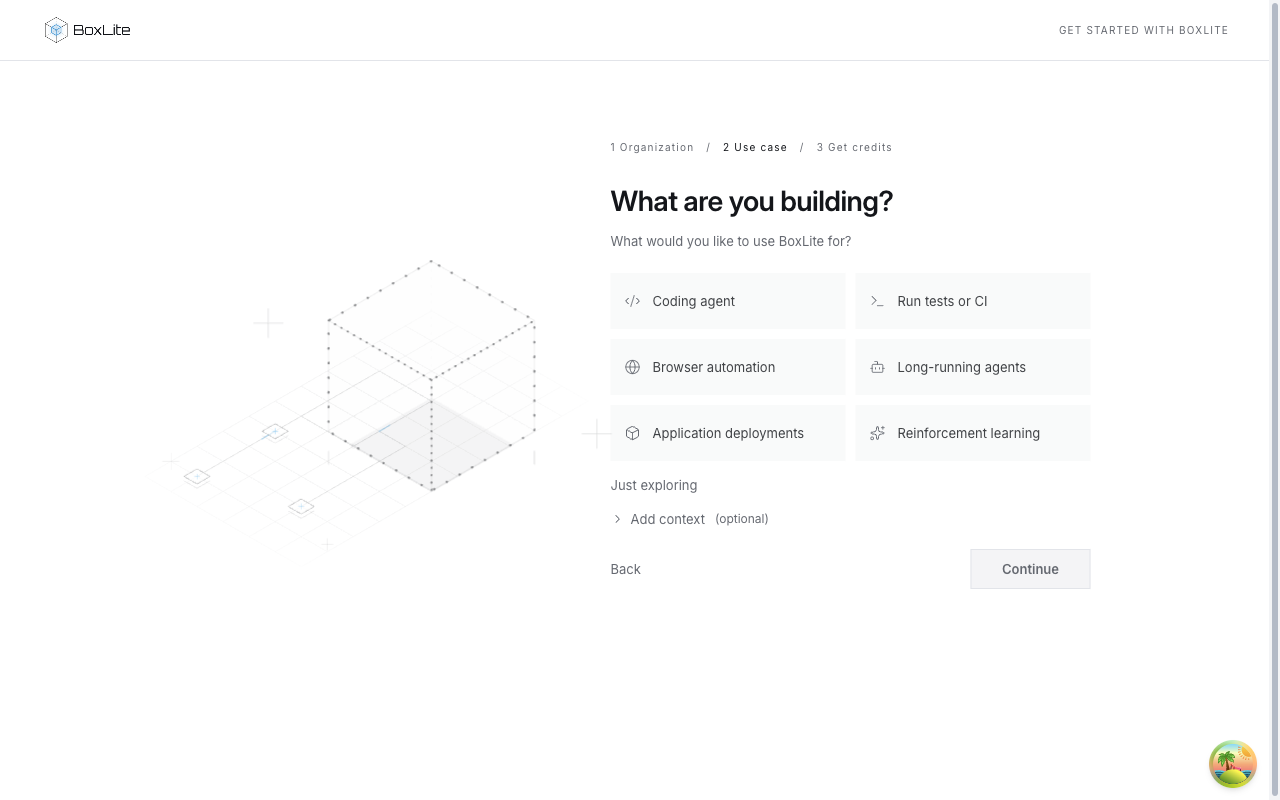 BoxLite
GET STARTED WITH BOXLITE
1 Organization / 2 Use case / 3 Get credits
What are you building?
What would you like to use BoxLite for?
Coding agent
Run tests or CI
Browser automation
Long-running agents
Application deployments
Reinforcement learning
Just exploring
Add context (optional)
Back
Continue